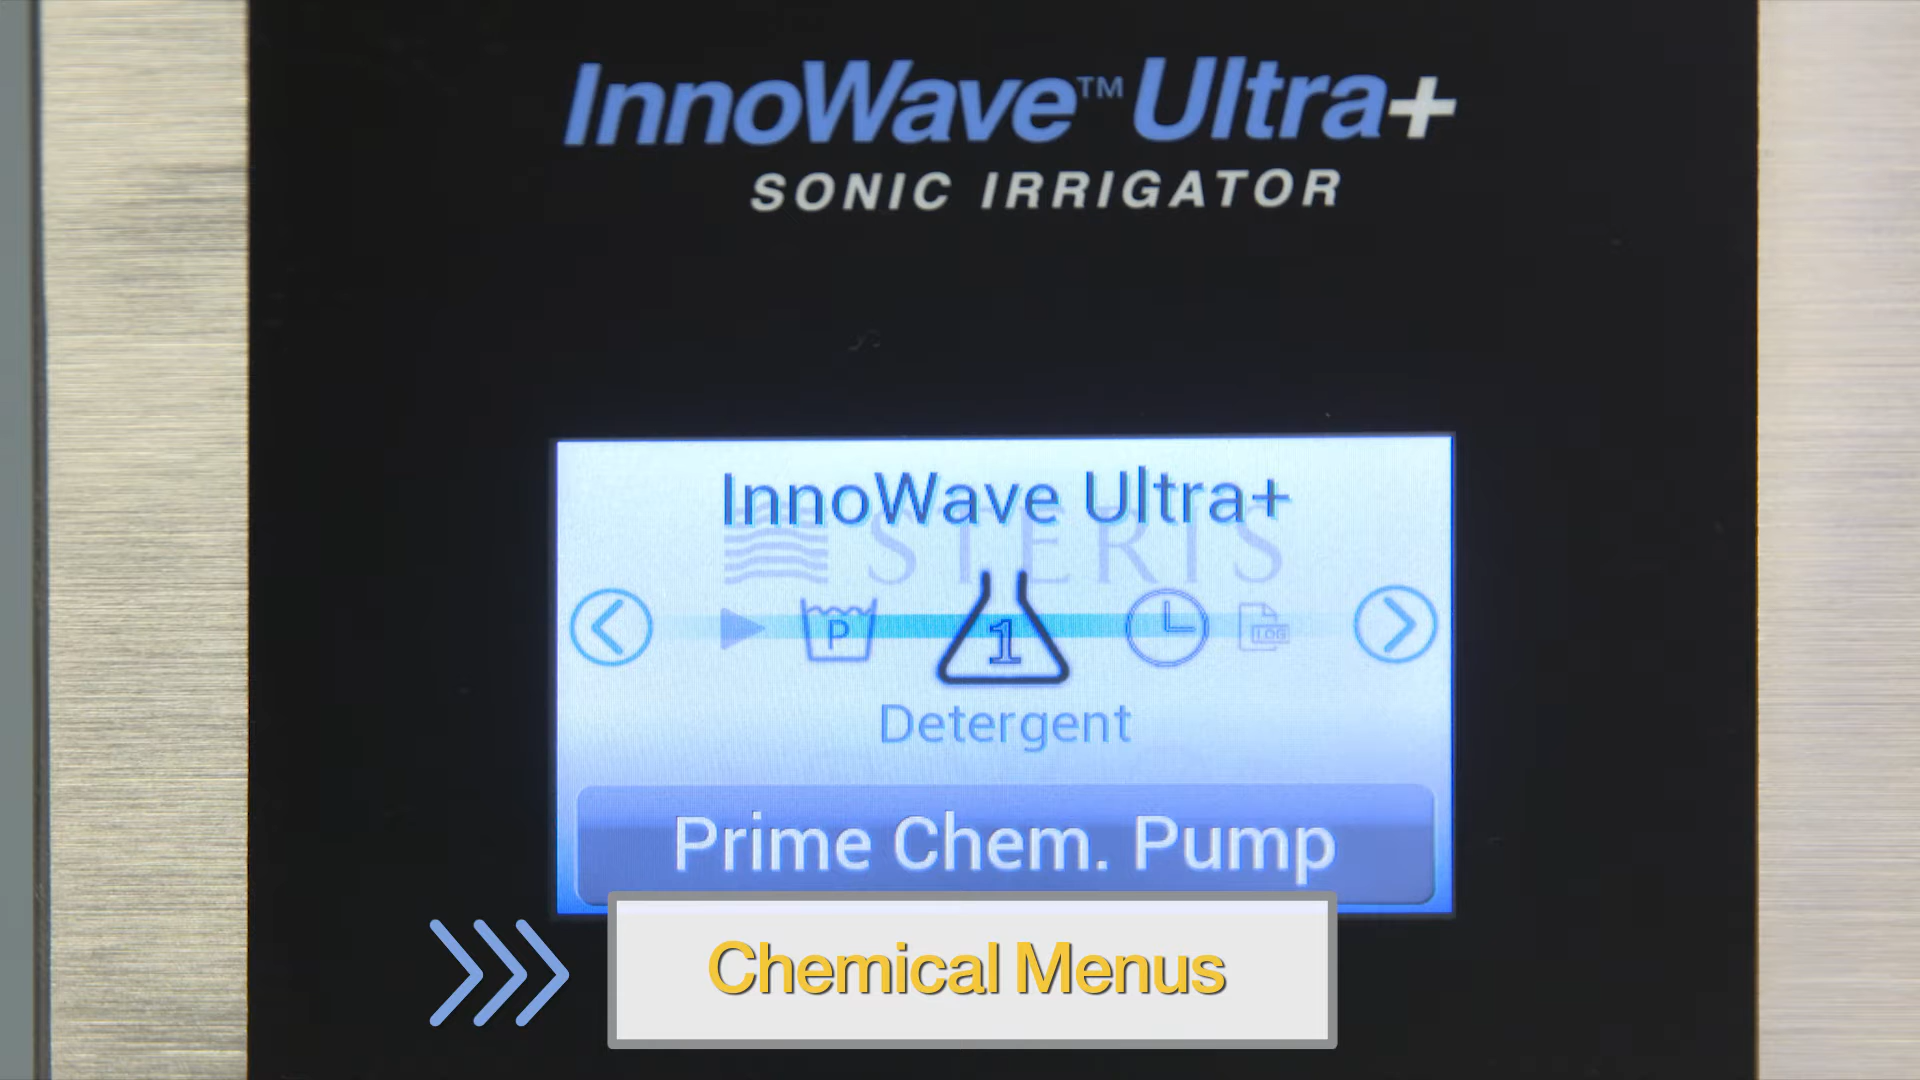 InnoWave™ Ultra+
SONIC IRRIGATOR
InnoWave Ultra+
STERIS
P
1
LOG
Detergent
Prime Chem. Pump
Chemical Menus